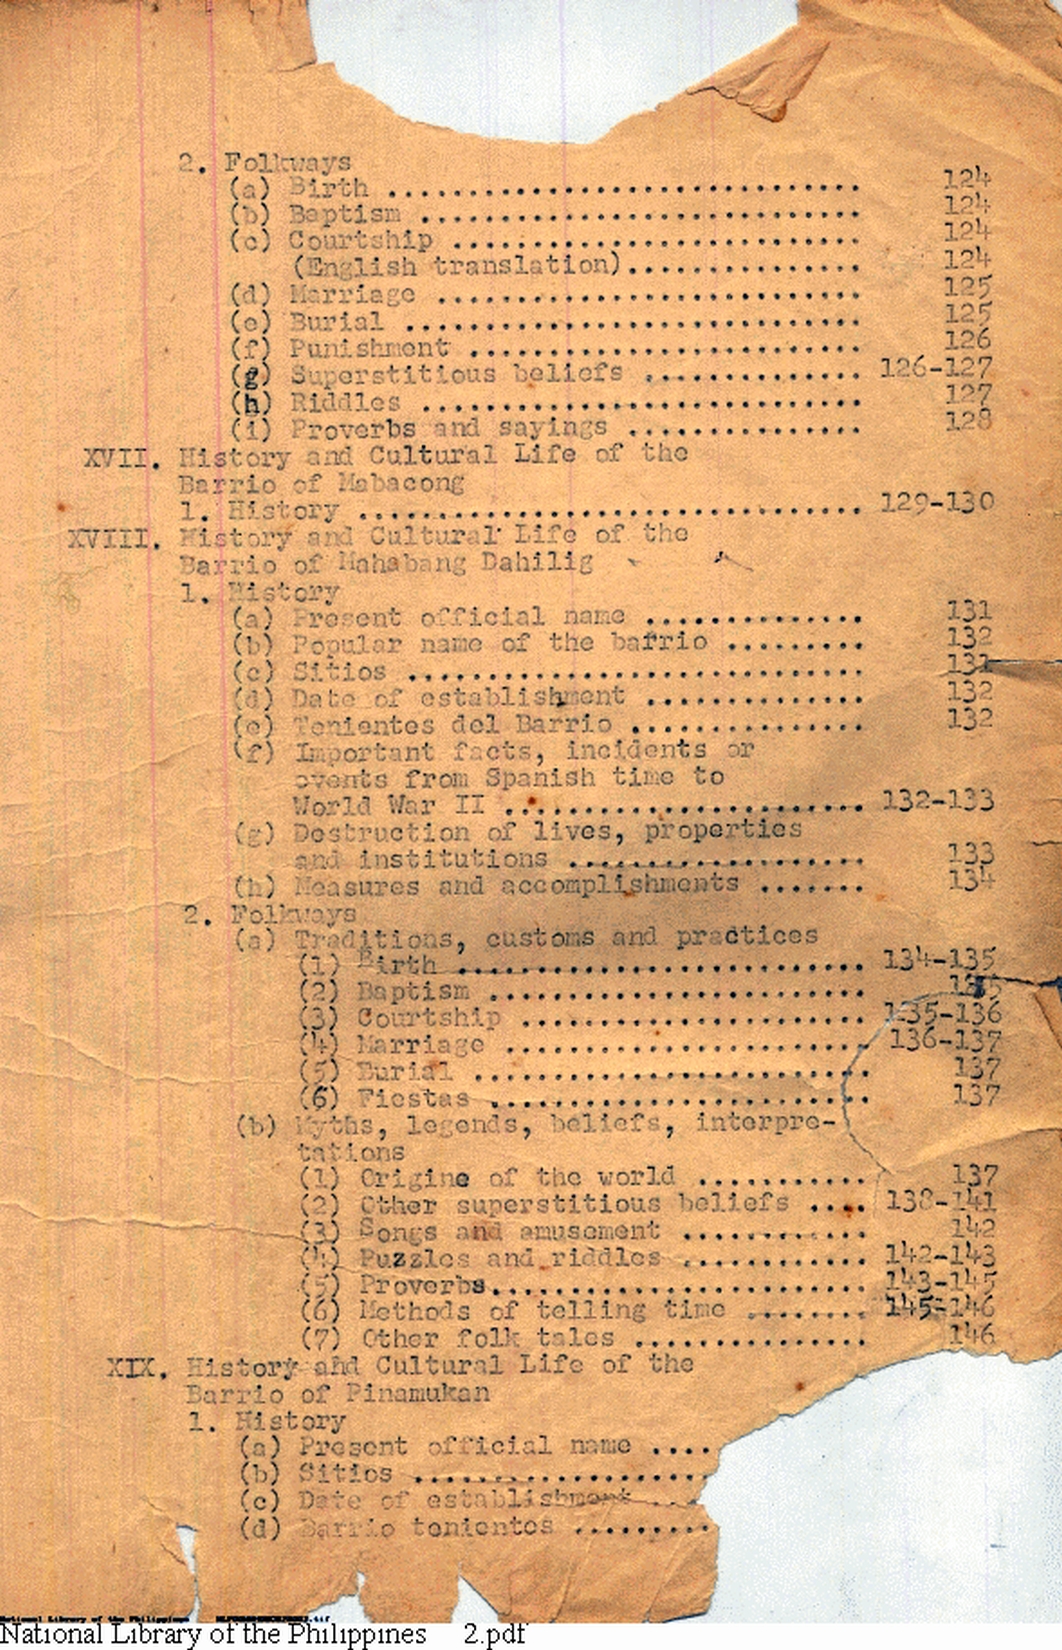 2. Folkways
(a) Birth .............................. 124
(b) Baptism ............................ 124
(c) Courtship .......................... 124
(English translation)............... 124
(d) Marriage ........................... 125
(e) Burial ............................. 125
(f) Punishment ......................... 126
(g) Superstitious beliefs .............. 126-127
(h) Riddles ............................ 127
(i) Proverbs and sayings ............... 128
XVII. History and Cultural Life of the
Barrio of Mabacong
1. History ................................ 129-130
XVIII. History and Cultural Life of the
Barrio of Mahabang Dahilig
1. History
(a) Present official name .............. 131
(b) Popular name of the barrio ......... 132
(c) Sitios ............................. 131
(d) Date of establishment .............. 132
(e) Tenientes del Barrio ............... 132
(f) Important facts, incidents or
events from Spanish time to
World War II ....................... 132-133
(g) Destruction of lives, properties
and institutions ................... 133
(h) Measures and accomplishments ....... 134
2. Folkways
(a) Traditions, customs and practices
(1) Birth .......................... 134-135
(2) Baptism ........................ 135
(3) Courtship ...................... 135-136
(4) Marriage ....................... 136-137
(5) Burial ......................... 137
(6) Fiestas ........................ 137
(b) Myths, legends, beliefs, interpre-
tations
(1) Origine of the world ........... 137
(2) Other superstitious beliefs .... 138-141
(3) Songs and amusement ............ 142
(4) Puzzles and riddles ............ 142-143
(5) Proverbs........................ 143-145
(6) Methods of telling time ........ 145-146
(7) Other folk tales ............... 146
XIX. History and Cultural Life of the
Barrio of Pinamukan
1. History
(a) Present official name ....
(b) Sitios ...................
(c) Date of establishment ....
(d) Barrio tenientes .........
National Library of the Philippines
National Library of the Philippines 2.pdf